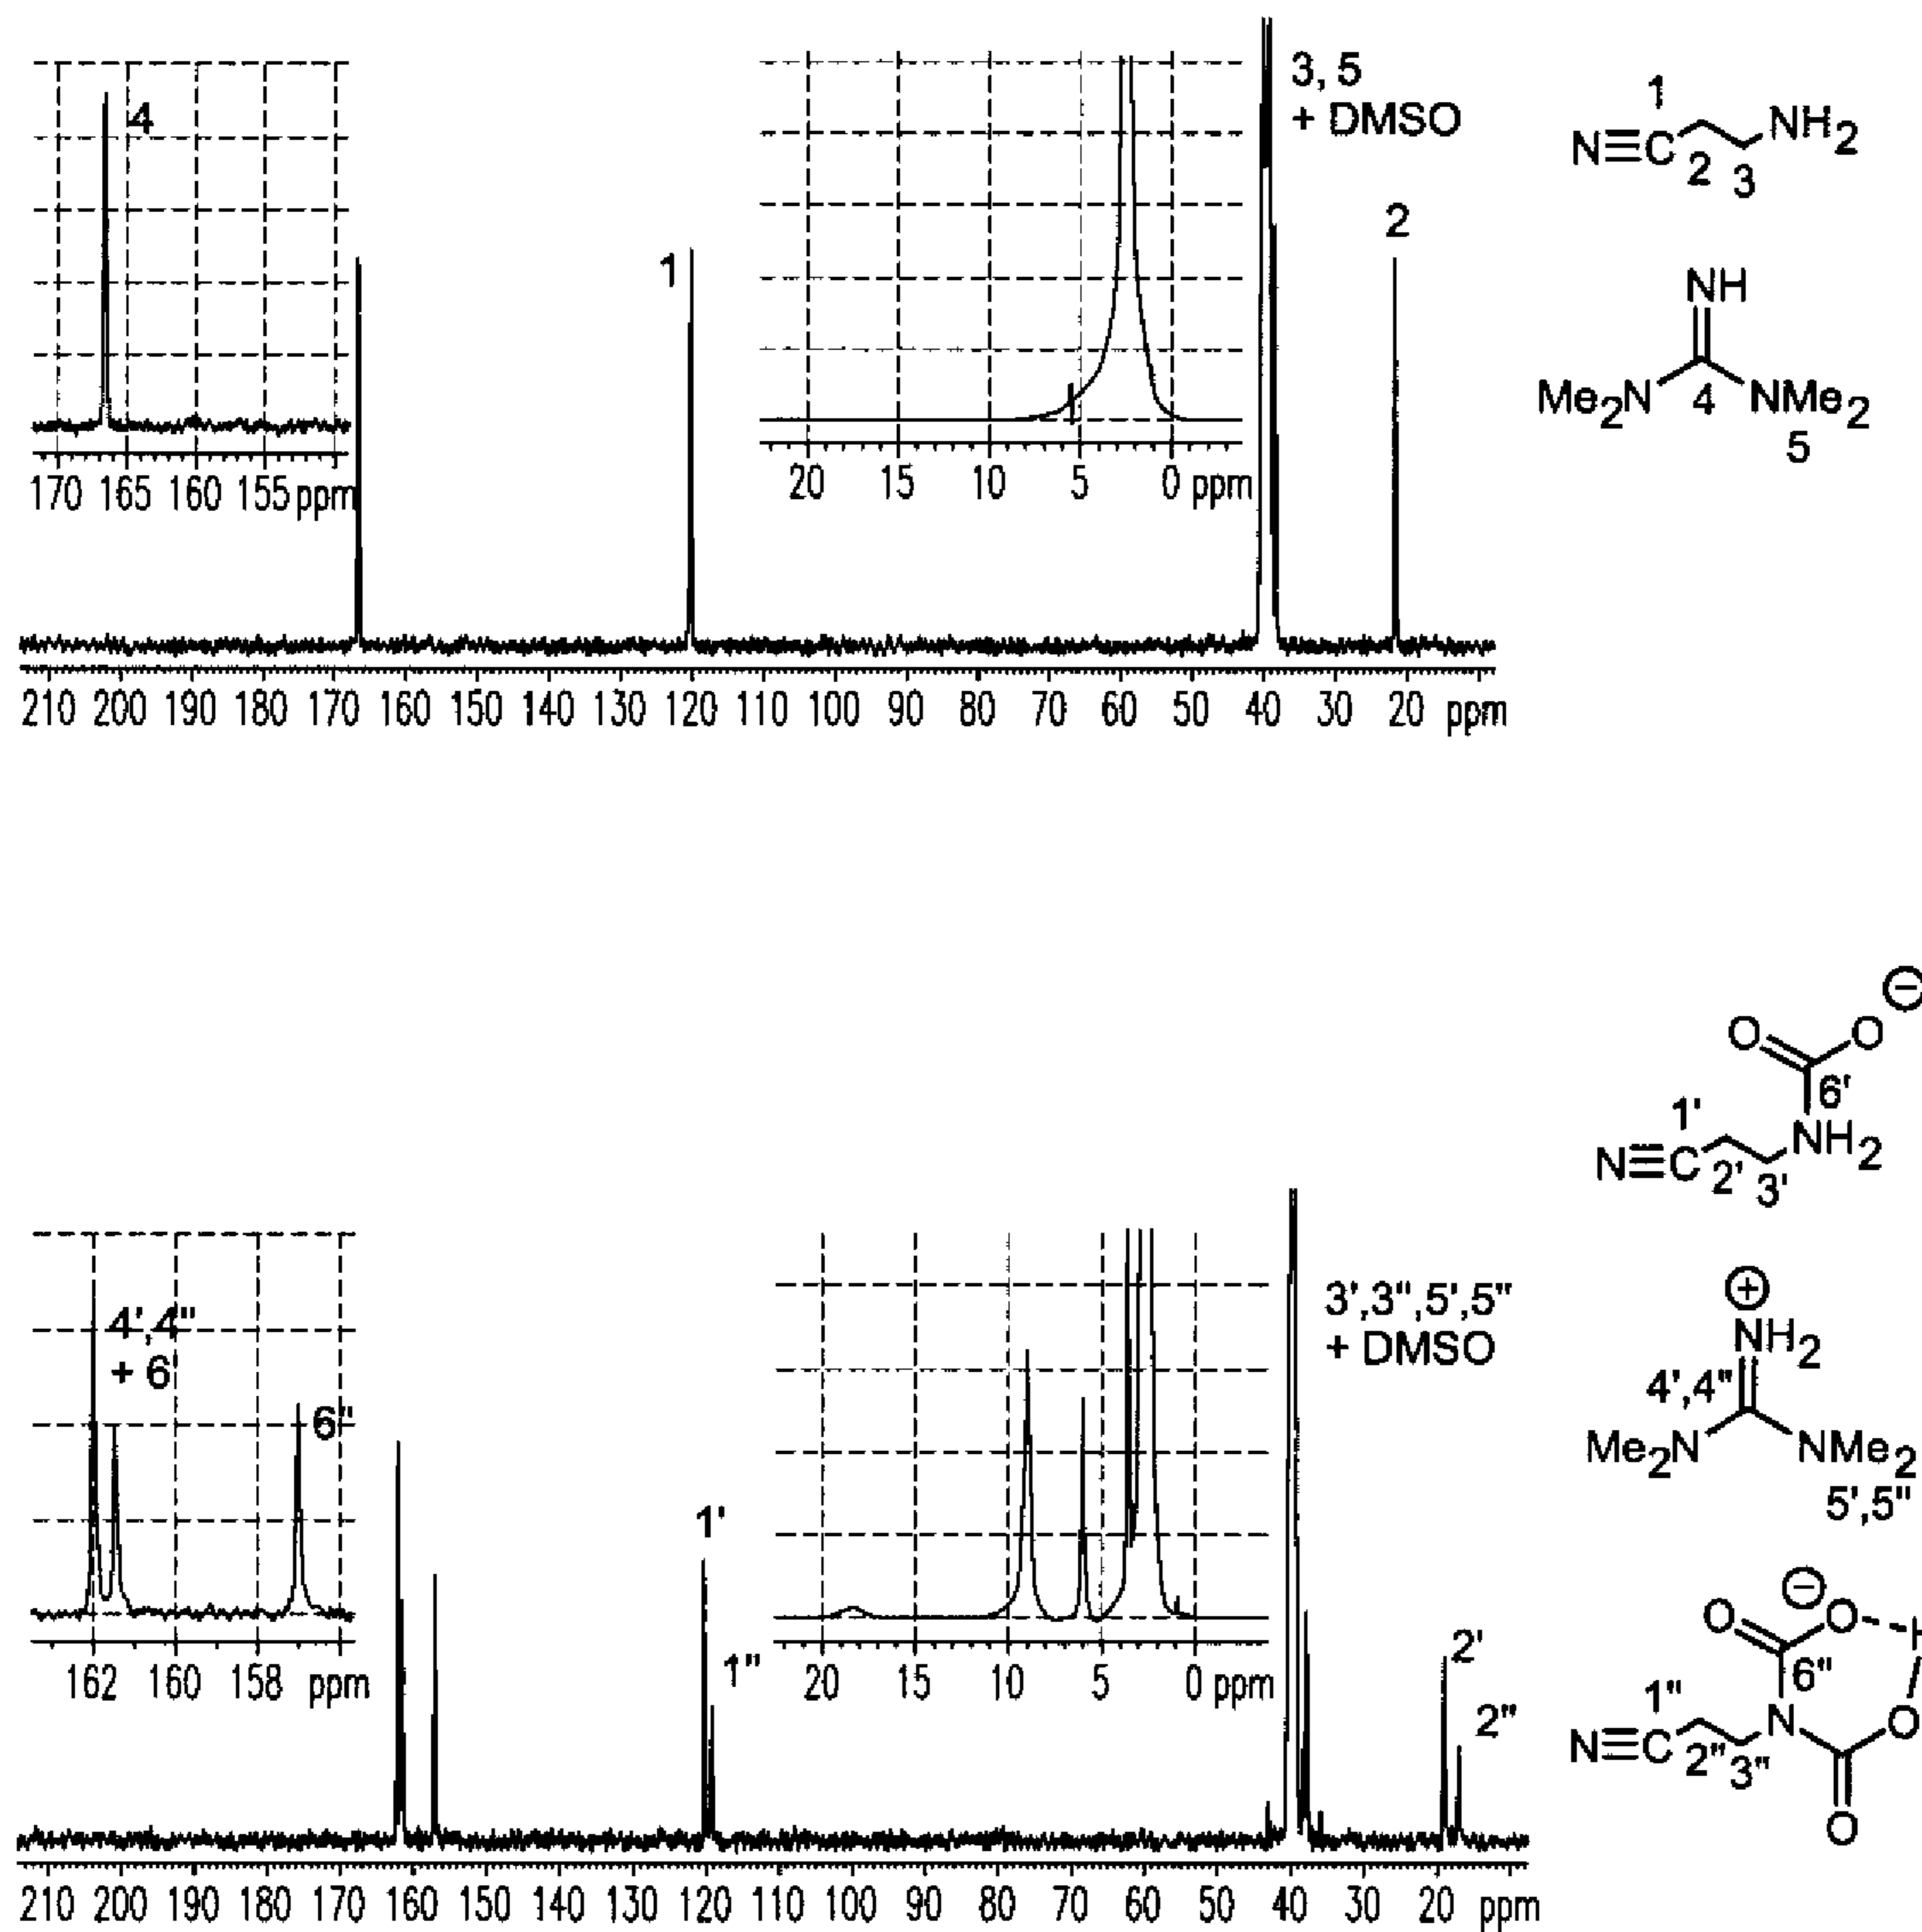 4
170 165 160 155 ppm
20 15 10 5 0 ppm
3, 5
+ DMSO
1
2
210 200 190 180 170 160 150 140 130 120 110 100 90 80 70 60 50 40 30 20 ppm
1
N≡C
2
3
NH2
NH
Me2N
4
NMe2
5
4',4"
+ 6
6"
162 160 158 ppm
1'
1"
20 15 10 5 0 ppm
3',3",5',5"
+ DMSO
2'
2"
210 200 190 180 170 160 150 140 130 120 110 100 90 80 70 60 50 40 30 20 ppm
⊖
O
O
6'
1'
NH2
N≡C
2'
3'
⊕
NH2
4',4"
Me2N
NMe2
5',5"
⊖
O
O
H
6"
1"
N
O
N≡C
2"
3"
O